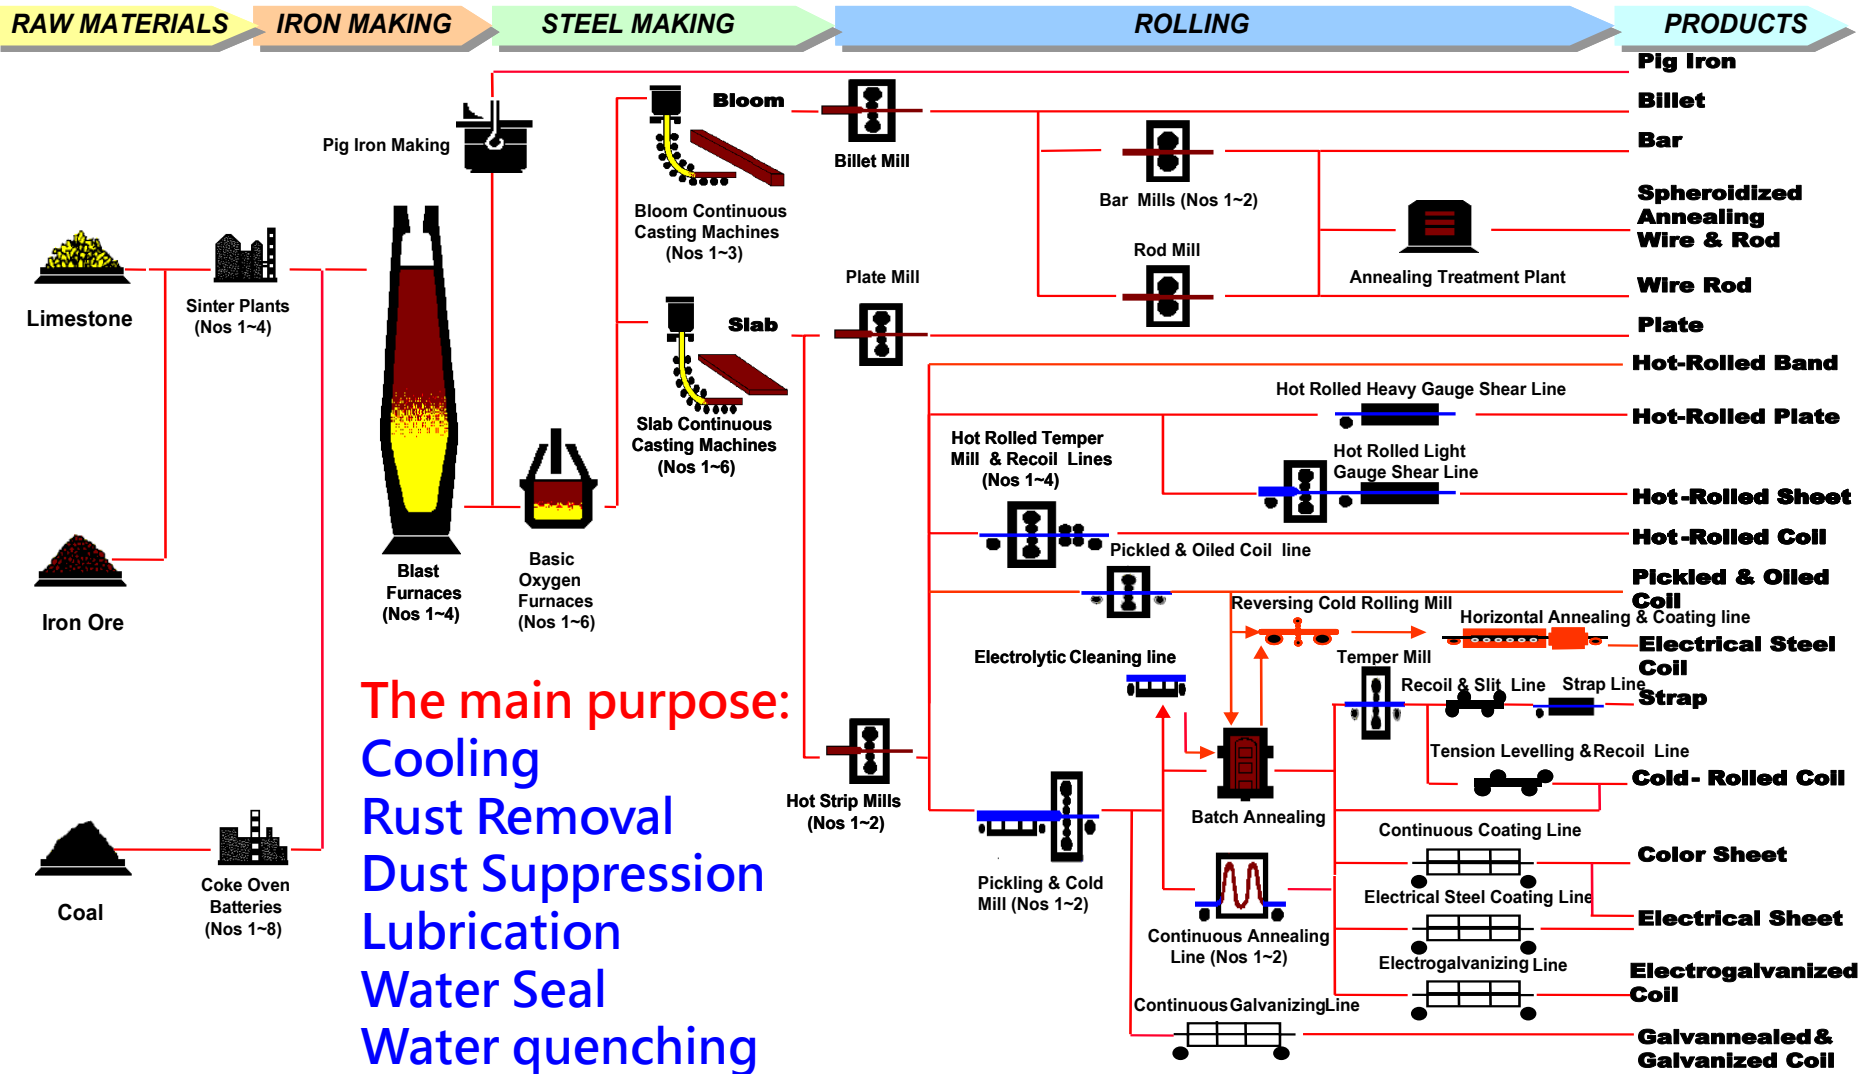 RAW MATERIALS
IRON MAKING
STEEL MAKING
ROLLING
PRODUCTS
Pig Iron
Billet
Bar
Spheroidized
Annealing
Wire & Rod
Wire Rod
Plate
Hot-Rolled Band
Hot-Rolled Plate
Hot-Rolled Sheet
Hot-Rolled Coil
Pickled & Oiled
Coil
Electrical Steel
Coil
Strap
Cold- Rolled Coil
Color Sheet
Electrical Sheet
Electrogalvanized
Coil
Galvannealed &
Galvanized Coil
Limestone
Iron Ore
Coal
Sinter Plants
(Nos 1~4)
Coke Oven
Batteries
(Nos 1~8)
Pig Iron Making
Blast
Furnaces
(Nos 1~4)
Basic
Oxygen
Furnaces
(Nos 1~6)
Bloom
Bloom Continuous
Casting Machines
(Nos 1~3)
Slab
Slab Continuous
Casting Machines
(Nos 1~6)
Billet Mill
Plate Mill
Hot Strip Mills
(Nos 1~2)
Bar Mills (Nos 1~2)
Rod Mill
Annealing Treatment Plant
Hot Rolled Heavy Gauge Shear Line
Hot Rolled Light
Gauge Shear Line
Hot Rolled Temper
Mill & Recoil Lines
(Nos 1~4)
Pickled & Oiled Coil line
Reversing Cold Rolling Mill
Horizontal Annealing & Coating line
Electrolytic Cleaning line
Temper Mill
Recoil & Slit Line
Strap Line
Tension Levelling & Recoil Line
Batch Annealing
Pickling & Cold
Mill (Nos 1~2)
Continuous Annealing
Line (Nos 1~2)
Continuous Coating Line
Electrical Steel Coating Line
Electrogalvanizing Line
Continuous Galvanizing Line
The main purpose:
Cooling
Rust Removal
Dust Suppression
Lubrication
Water Seal
Water quenching